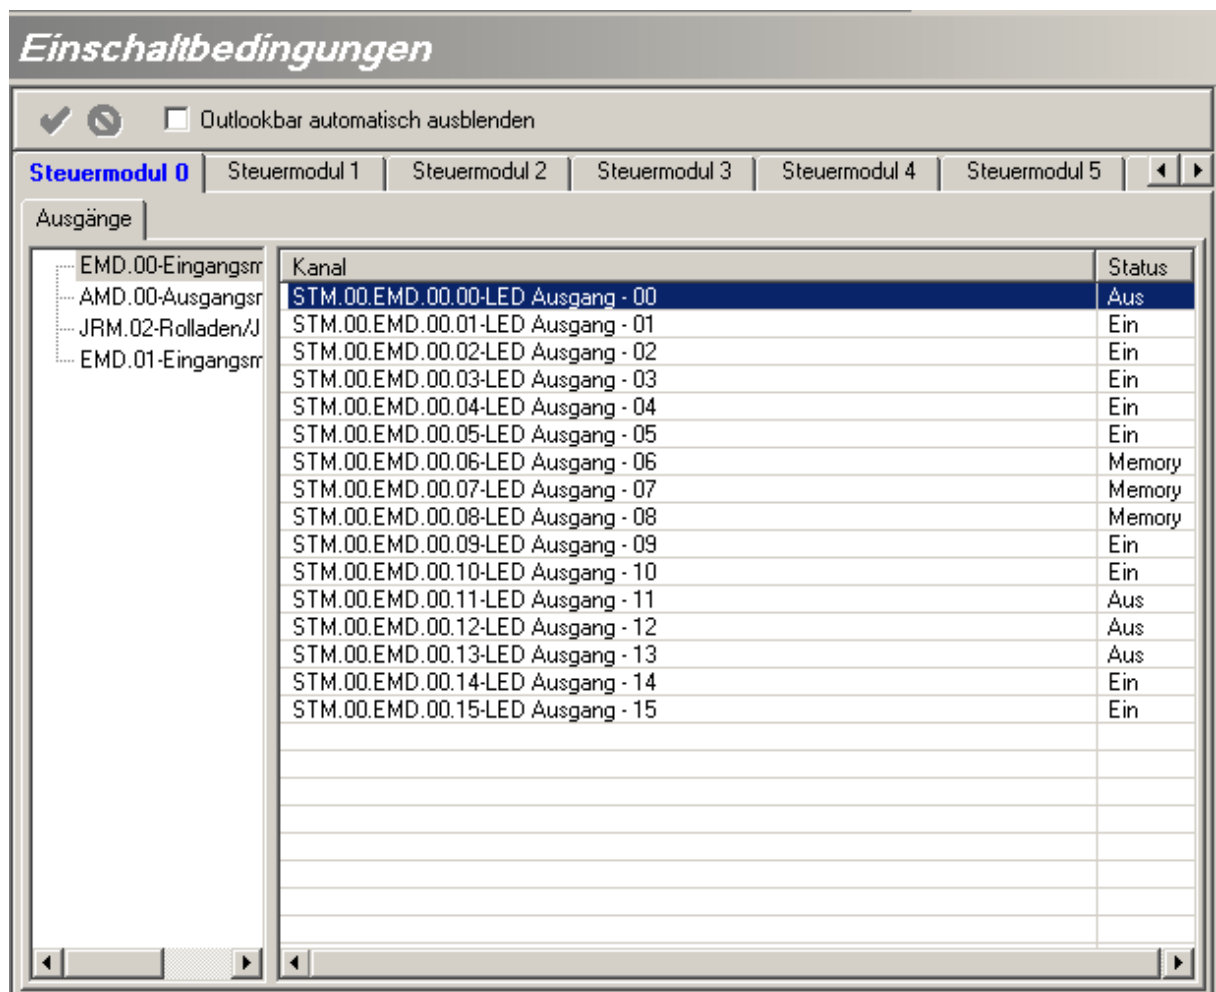 Einschaltbedingungen
Outlookbar automatisch ausblenden
Steuermodul 0 Steuermodul 1 Steuermodul 2 Steuermodul 3 Steuermodul 4 Steuermodul 5
Ausgänge
EMD.00-Eingangsm
AMD.00-Ausgangsr
JRM.02-Rolladen/J
EMD.01-Eingangsm
Kanal Status
STM.00.EMD.00.00-LED Ausgang - 00 Aus
STM.00.EMD.00.01-LED Ausgang - 01 Ein
STM.00.EMD.00.02-LED Ausgang - 02 Ein
STM.00.EMD.00.03-LED Ausgang - 03 Ein
STM.00.EMD.00.04-LED Ausgang - 04 Ein
STM.00.EMD.00.05-LED Ausgang - 05 Ein
STM.00.EMD.00.06-LED Ausgang - 06 Memory
STM.00.EMD.00.07-LED Ausgang - 07 Memory
STM.00.EMD.00.08-LED Ausgang - 08 Memory
STM.00.EMD.00.09-LED Ausgang - 09 Ein
STM.00.EMD.00.10-LED Ausgang - 10 Ein
STM.00.EMD.00.11-LED Ausgang - 11 Aus
STM.00.EMD.00.12-LED Ausgang - 12 Aus
STM.00.EMD.00.13-LED Ausgang - 13 Aus
STM.00.EMD.00.14-LED Ausgang - 14 Ein
STM.00.EMD.00.15-LED Ausgang - 15 Ein